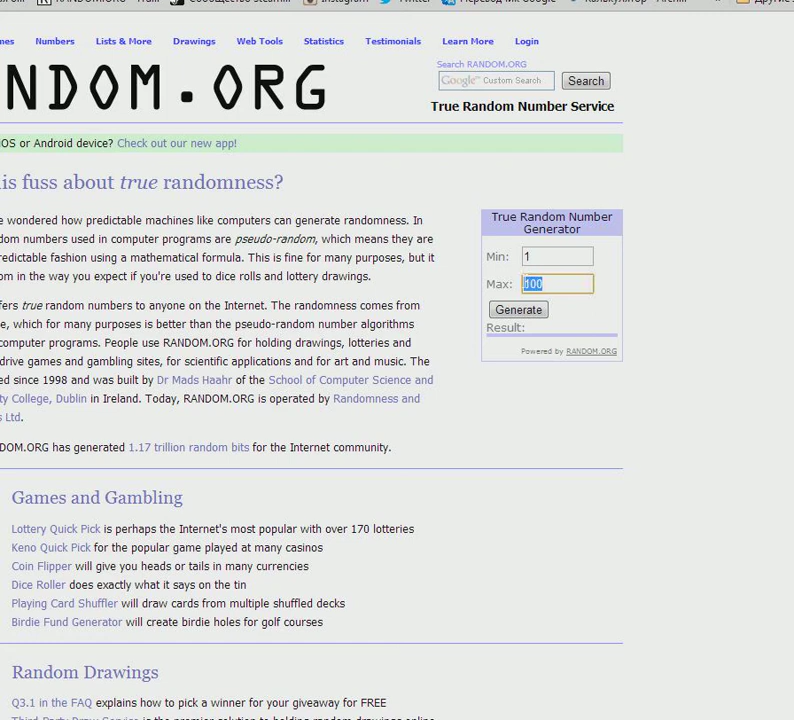 RANDOM.ORG
Сообщество
Instagram
Numbers Lists & More Drawings Web Tools Statistics Testimonials Learn More Login
Search RANDOM.ORG
NDOM.ORG
Google™ Custom Search Search
True Random Number Service
OS or Android device? Check out our new app!
is fuss about true randomness?
True Random Number
Generator
Min: 1
Max: 100
Generate
Result:
Powered by RANDOM.ORG
e wondered how predictable machines like computers can generate randomness. In
dom numbers used in computer programs are pseudo-random, which means they are
redictable fashion using a mathematical formula. This is fine for many purposes, but it
om in the way you expect if you're used to dice rolls and lottery drawings.
fers true random numbers to anyone on the Internet. The randomness comes from
e, which for many purposes is better than the pseudo-random number algorithms
computer programs. People use RANDOM.ORG for holding drawings, lotteries and
drive games and gambling sites, for scientific applications and for art and music. The
ed since 1998 and was built by Dr Mads Haahr of the School of Computer Science and
ty College, Dublin in Ireland. Today, RANDOM.ORG is operated by Randomness and
s Ltd.
DOM.ORG has generated 1.17 trillion random bits for the Internet community.
Games and Gambling
Lottery Quick Pick is perhaps the Internet's most popular with over 170 lotteries
Keno Quick Pick for the popular game played at many casinos
Coin Flipper will give you heads or tails in many currencies
Dice Roller does exactly what it says on the tin
Playing Card Shuffler will draw cards from multiple shuffled decks
Birdie Fund Generator will create birdie holes for golf courses
Random Drawings
Q3.1 in the FAQ explains how to pick a winner for your giveaway for FREE